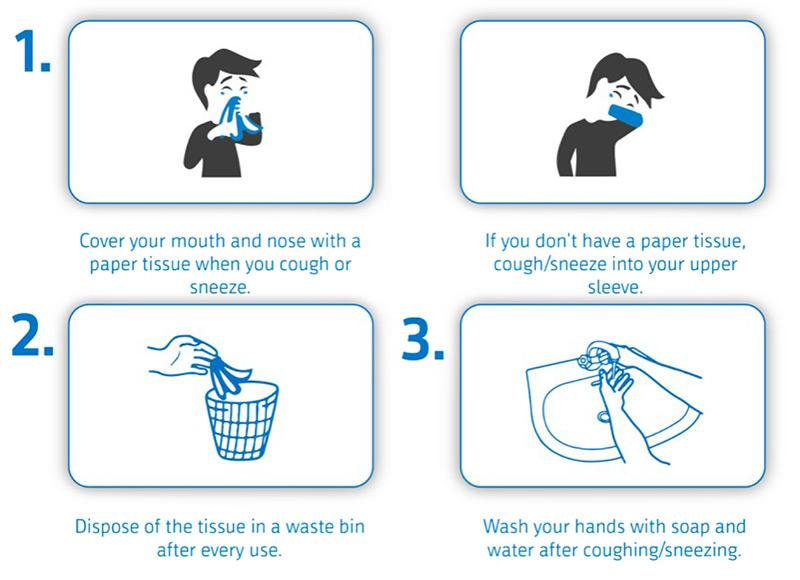 1.
Cover your mouth and nose with a
paper tissue when you cough or
sneeze.
If you don't have a paper tissue,
cough/sneeze into your upper
sleeve.
2.
Dispose of the tissue in a waste bin
after every use.
3.
Wash your hands with soap and
water after coughing/sneezing.